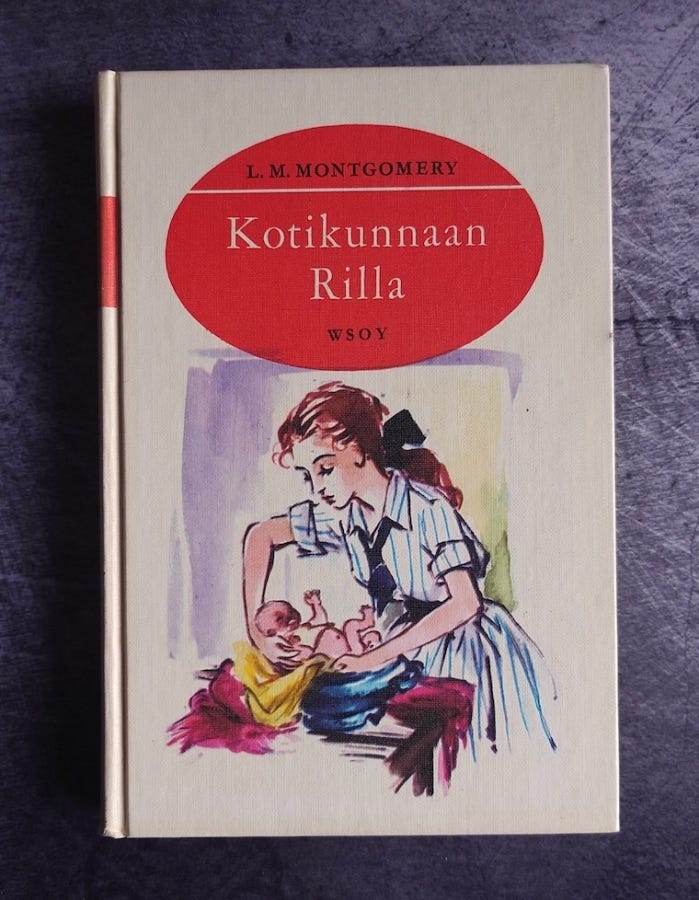 L. M. MONTGOMERY
Kotikunnaan
Rilla
WSOY